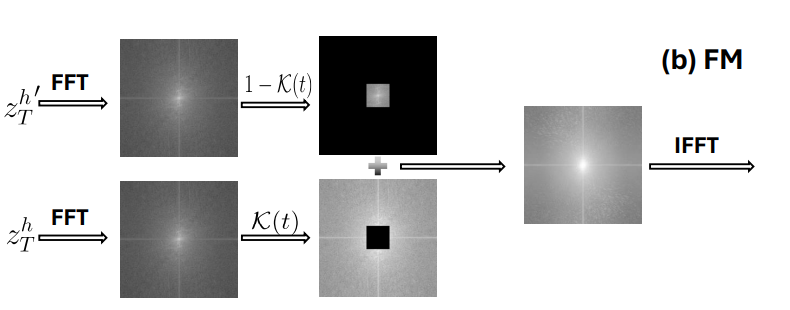 (b) FM
z_T^{h'} FFT 1 − 𝒦(t)
IFFT
z_T^h FFT 𝒦(t)